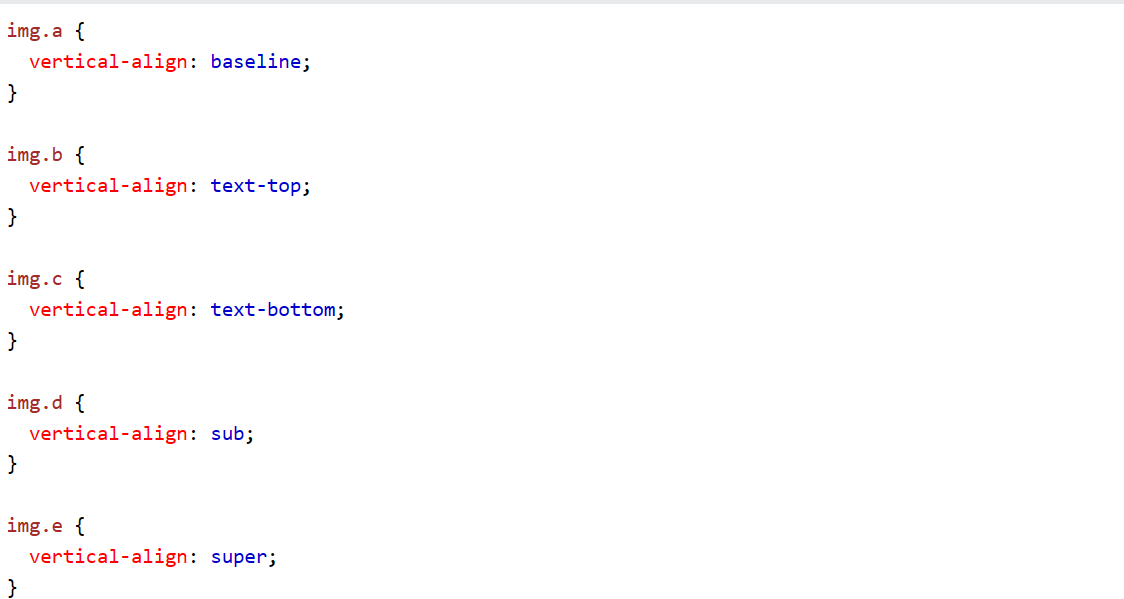 img.a {
  vertical-align: baseline;
}

img.b {
  vertical-align: text-top;
}

img.c {
  vertical-align: text-bottom;
}

img.d {
  vertical-align: sub;
}

img.e {
  vertical-align: super;
}